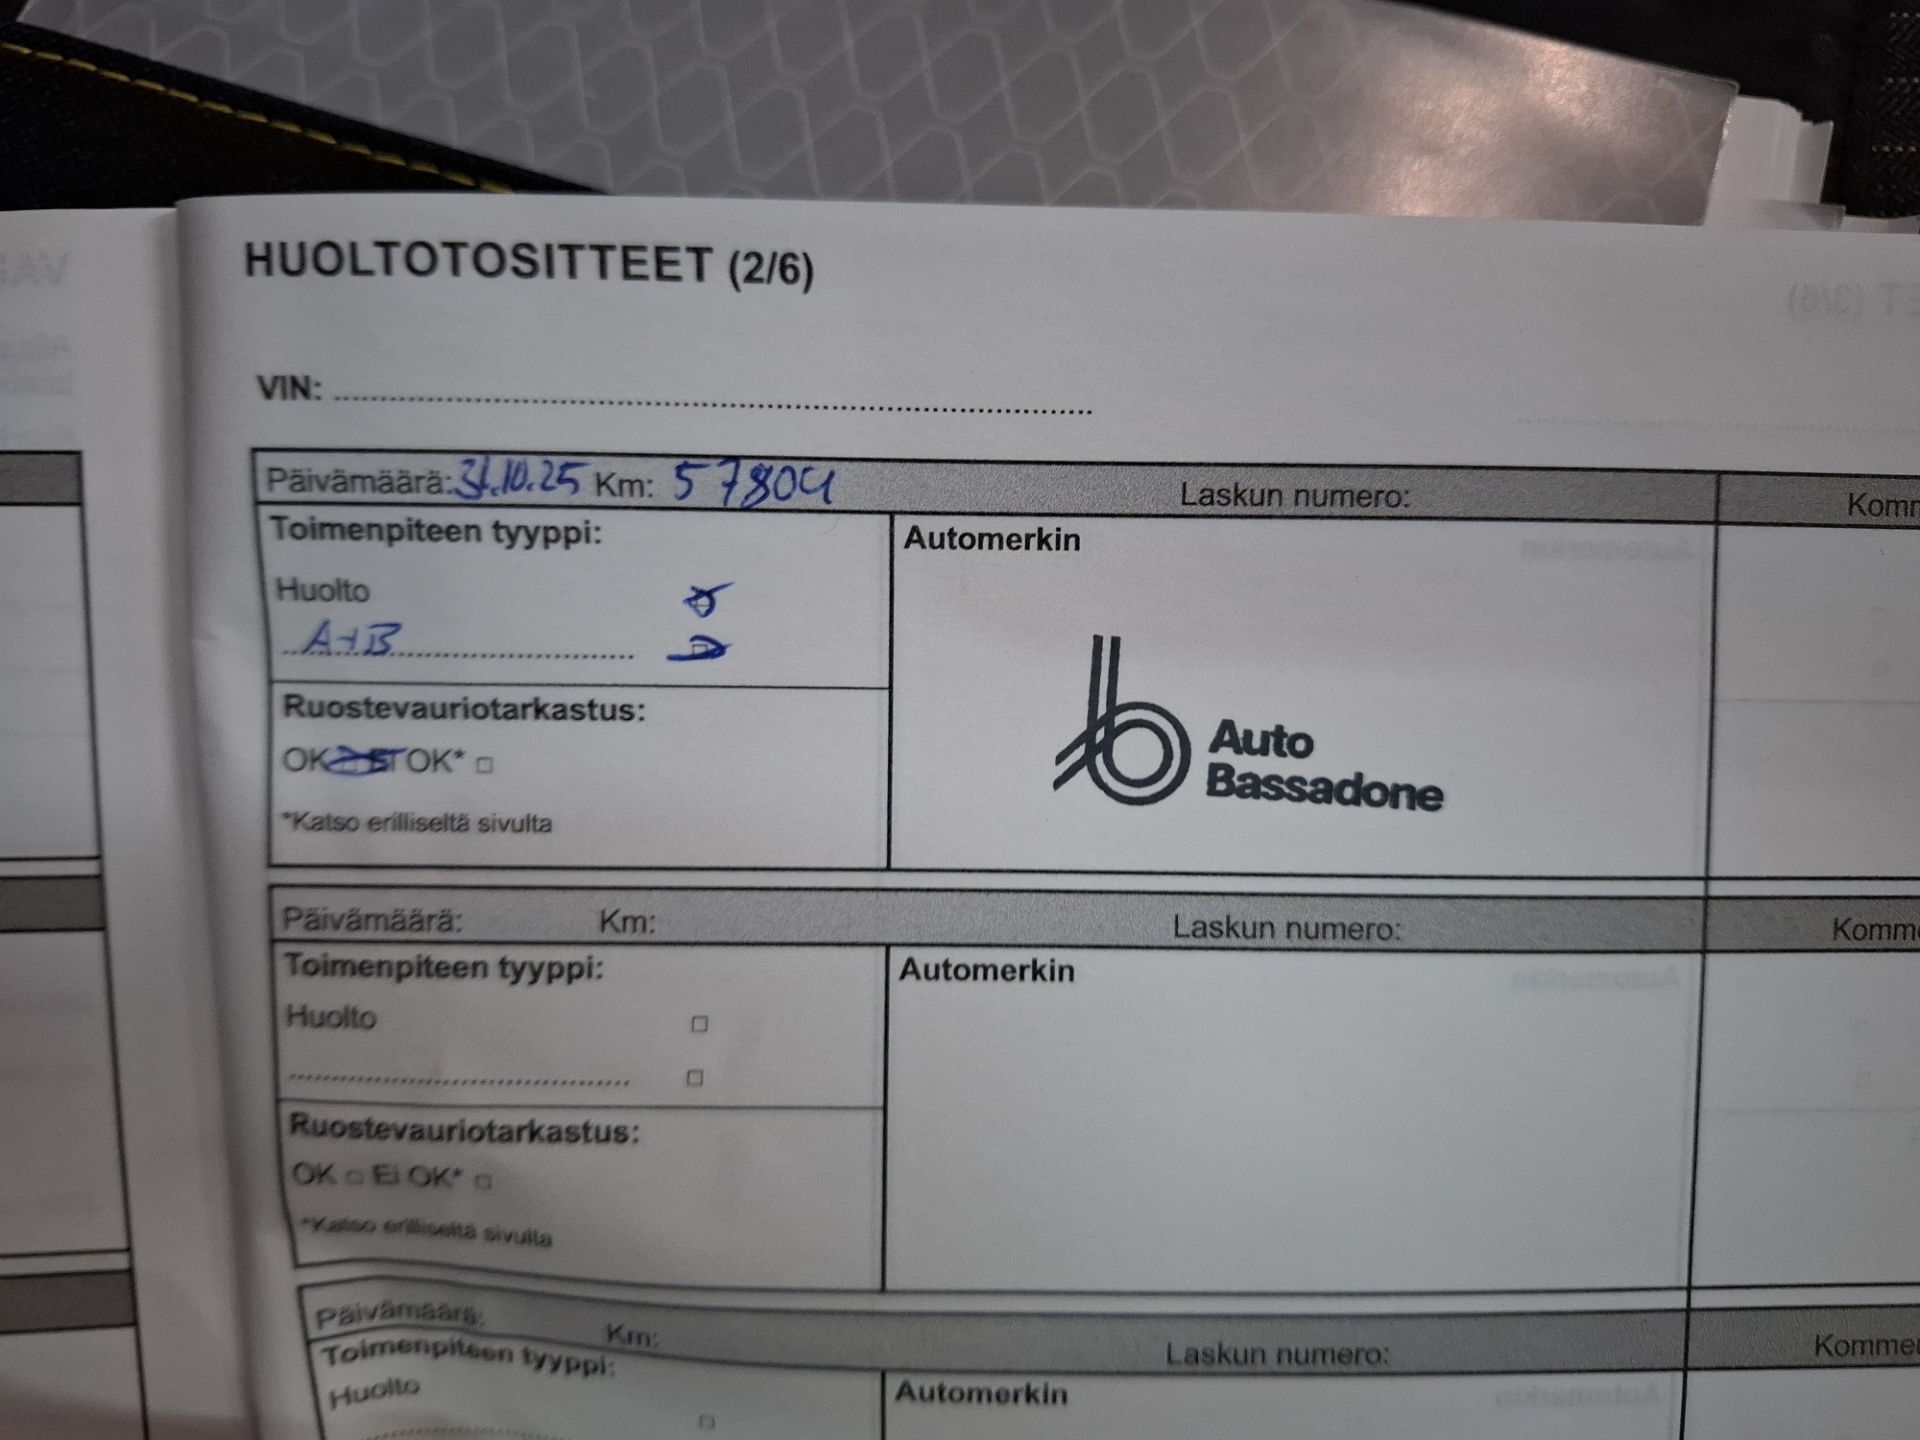 HUOLTOTOSITTEET (2/6)
VIN:
Päivämäärä: 31.10.25 Km: 57804 Laskun numero:
Toimenpiteen tyyppi:
Automerkin
Huolto
A+B
Ruostevauriotarkastus:
OK Ei OK*
*Katso erilliseltä sivulta
Auto
Bassadone
Päivämäärä: Km: Laskun numero:
Toimenpiteen tyyppi:
Automerkin
Huolto
Ruostevauriotarkastus:
OK Ei OK*
*Katso erilliseltä sivulta
Päivämäärä: Km: Laskun numero:
Toimenpiteen tyyppi:
Automerkin
Huolto